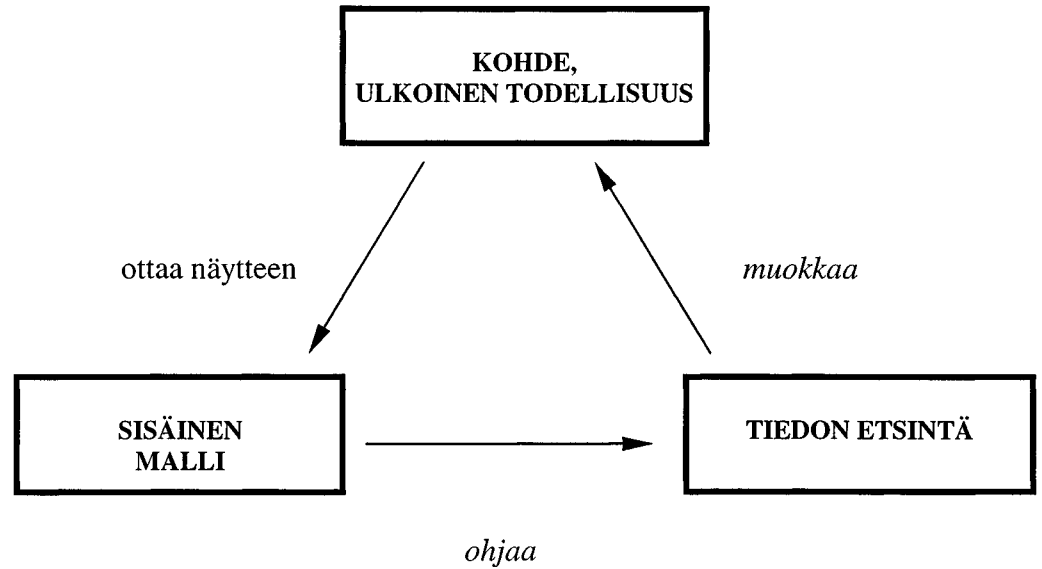 KOHDE,
ULKOINEN TODELLISUUS
ottaa näytteen
muokkaa
SISÄINEN
MALLI
TIEDON ETSINTÄ
ohjaa